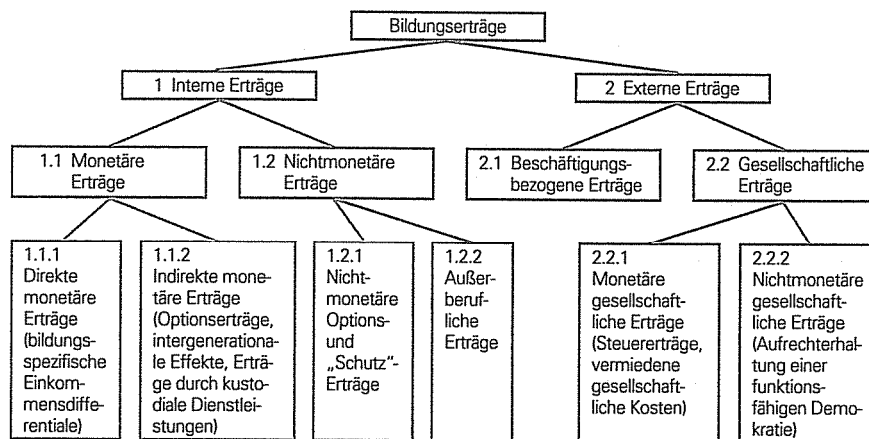 Bildungserträge
1 Interne Erträge
2 Externe Erträge
1.1 Monetäre
Erträge
1.2 Nichtmonetäre
Erträge
2.1 Beschäftigungs-
bezogene Erträge
2.2 Gesellschaftliche
Erträge
1.1.1
Direkte
monetäre
Erträge
(bildungs-
spezifische
Einkom-
mensdiffe-
rentiale)
1.1.2
Indirekte mone-
täre Erträge
(Optionserträge,
intergenerationa-
le Effekte, Erträ-
ge durch kusto-
diale Dienstlei-
stungen)
1.2.1
Nicht-
monetäre
Options-
und
„Schutz"-
Erträge
1.2.2
Außer-
beruf-
liche
Erträge
2.2.1
Monetäre
gesellschaft-
liche Erträge
(Steuererträge,
vermiedene
gesellschaft-
liche Kosten)
2.2.2
Nichtmonetäre
gesellschaft-
liche Erträge
(Aufrechterhal-
tung einer
funktions-
fähigen Demo-
kratie)